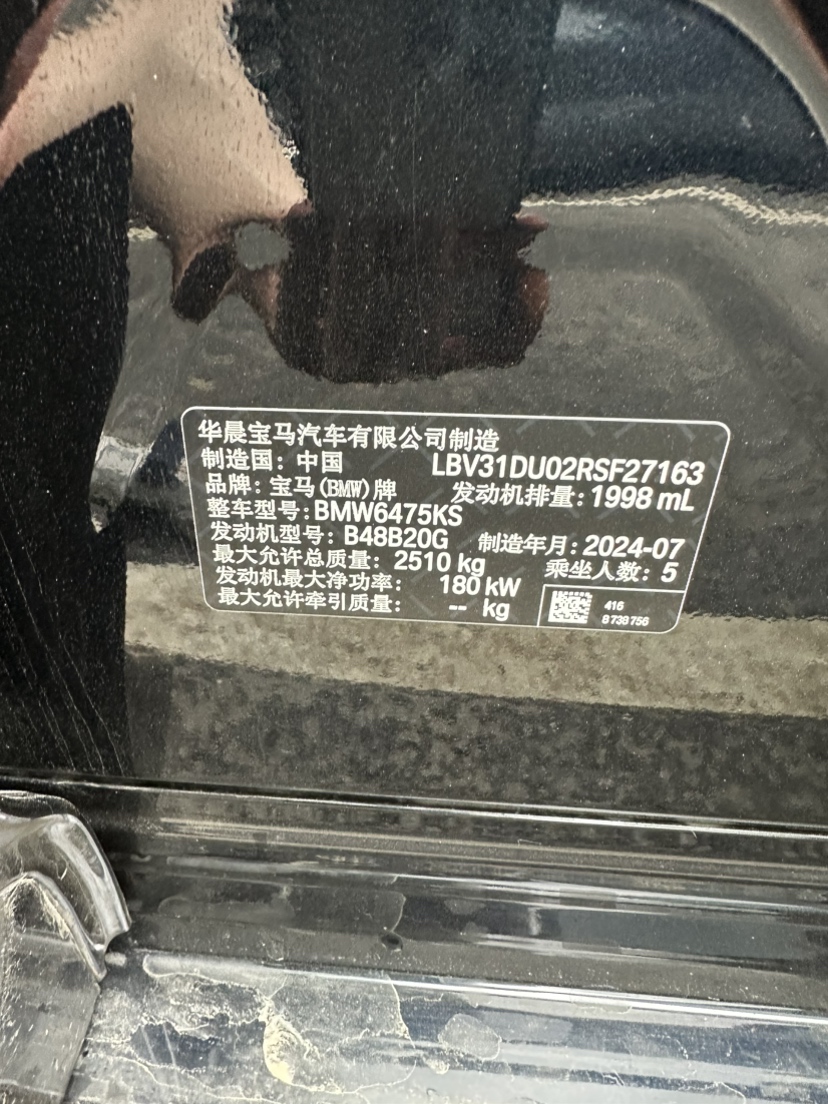 华晨宝马汽车有限公司制造
制造国：中国 LBV31DU02RSF27163
品牌：宝马(BMW)牌 发动机排量：1998 mL
整车型号：BMW6475KS
发动机型号：B48B20G 制造年月：2024-07
最大允许总质量：2510 kg 乘坐人数：5
发动机最大净功率：180 kW
最大允许牵引质量：-- kg
416
8 738 756